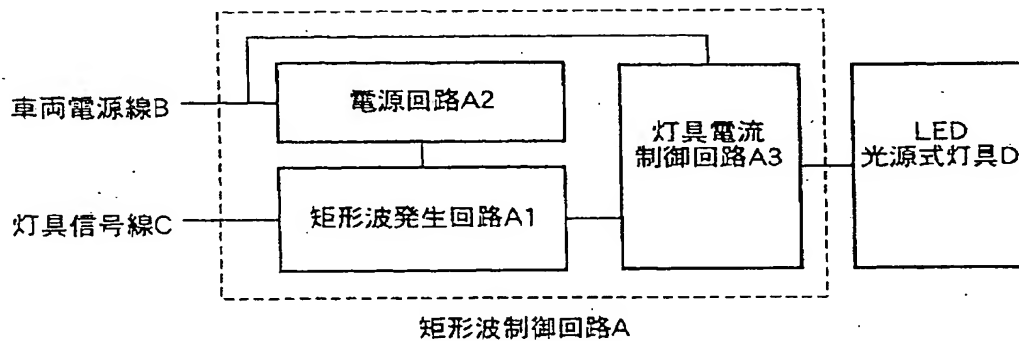 車両電源線B
電源回路A2
灯具電流
制御回路A3
LED
光源式灯具D
灯具信号線C
矩形波発生回路A1
矩形波制御回路A